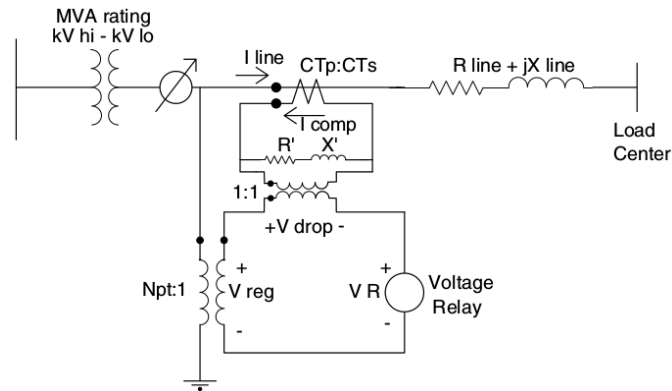 MVA rating
kV hi - kV lo
I line
CTp:CTs
R line + jX line
I comp
Load
Center
R'
X'
1:1
+V drop -
Npt:1
+
V reg
-
+
V R
-
Voltage
Relay